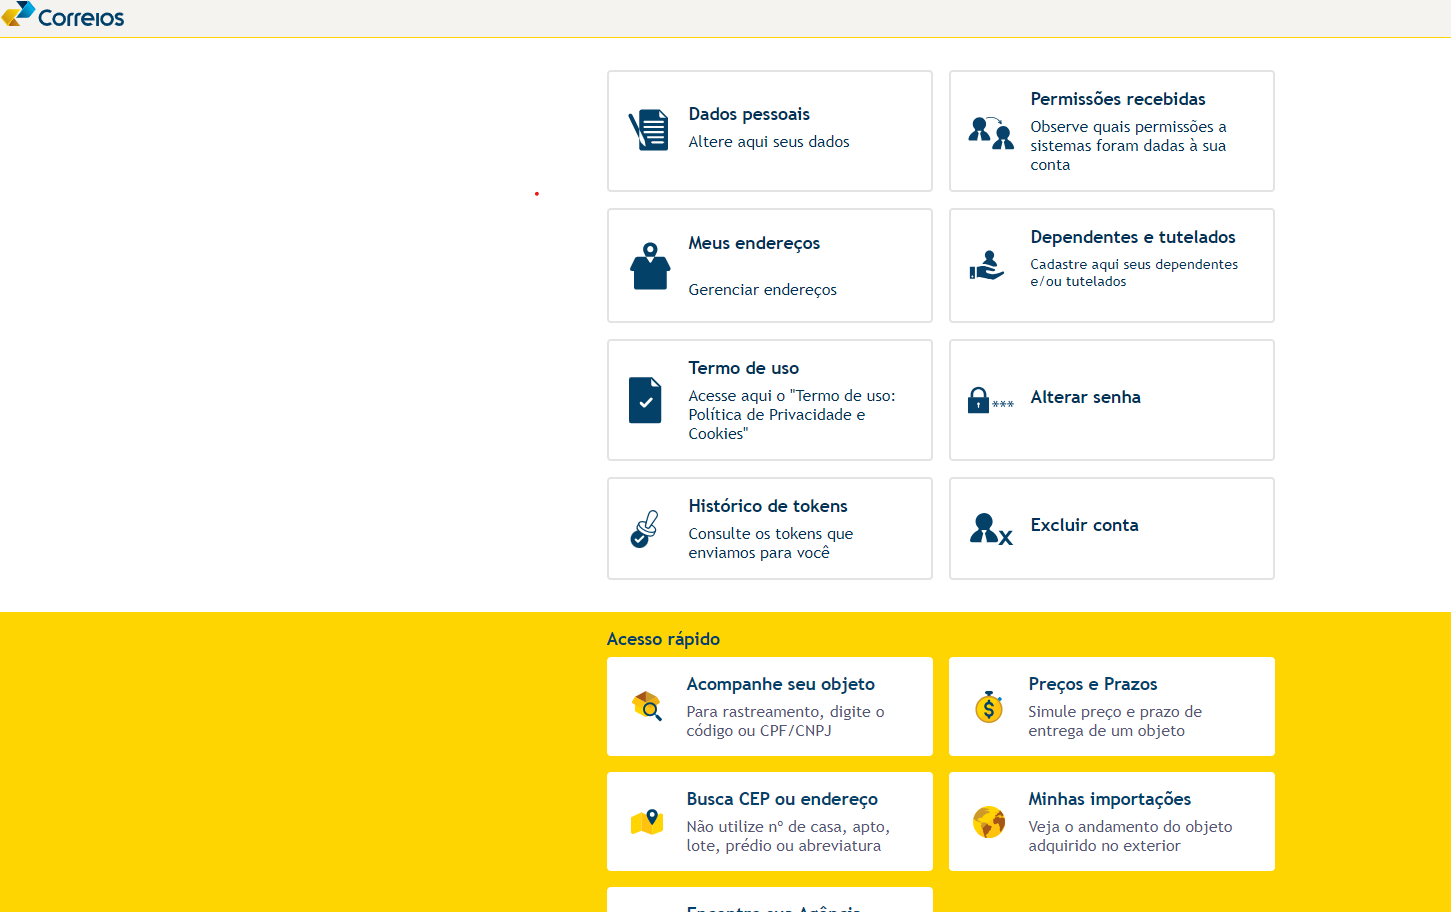 Correios
Dados pessoais
Altere aqui seus dados
Permissões recebidas
Observe quais permissões a
sistemas foram dadas à sua
conta
Meus endereços
Gerenciar endereços
Dependentes e tutelados
Cadastre aqui seus dependentes
e/ou tutelados
Termo de uso
Acesse aqui o "Termo de uso:
Política de Privacidade e
Cookies"
***
Alterar senha
Histórico de tokens
Consulte os tokens que
enviamos para você
Excluir conta
Acesso rápido
Acompanhe seu objeto
Para rastreamento, digite o
código ou CPF/CNPJ
Preços e Prazos
Simule preço e prazo de
entrega de um objeto
Busca CEP ou endereço
Não utilize nº de casa, apto,
lote, prédio ou abreviatura
Minhas importações
Veja o andamento do objeto
adquirido no exterior
Encontre sua Agência